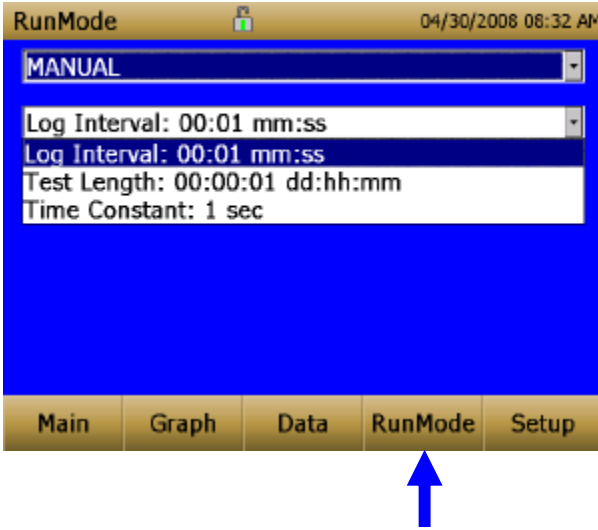 RunMode 04/30/2008 08:32 AM
MANUAL
Log Interval: 00:01 mm:ss
Log Interval: 00:01 mm:ss
Test Length: 00:00:01 dd:hh:mm
Time Constant: 1 sec
Main Graph Data RunMode Setup